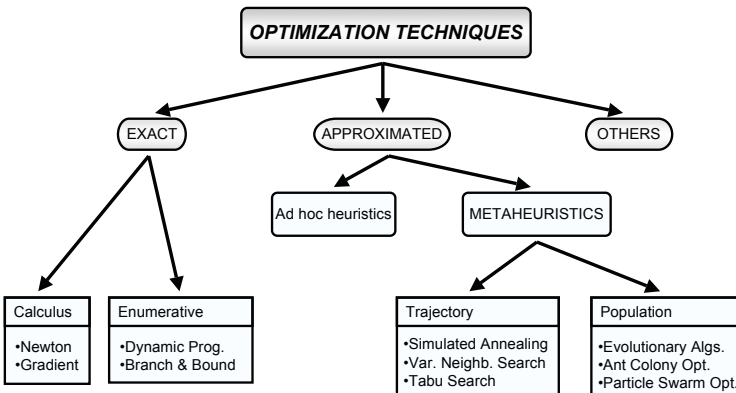 OPTIMIZATION TECHNIQUES
EXACT
APPROXIMATED
OTHERS
Ad hoc heuristics
METAHEURISTICS
Calculus
•Newton
•Gradient
Enumerative
•Dynamic Prog.
•Branch & Bound
Trajectory
•Simulated Annealing
•Var. Neighb. Search
•Tabu Search
Population
•Evolutionary Algs.
•Ant Colony Opt.
•Particle Swarm Opt.